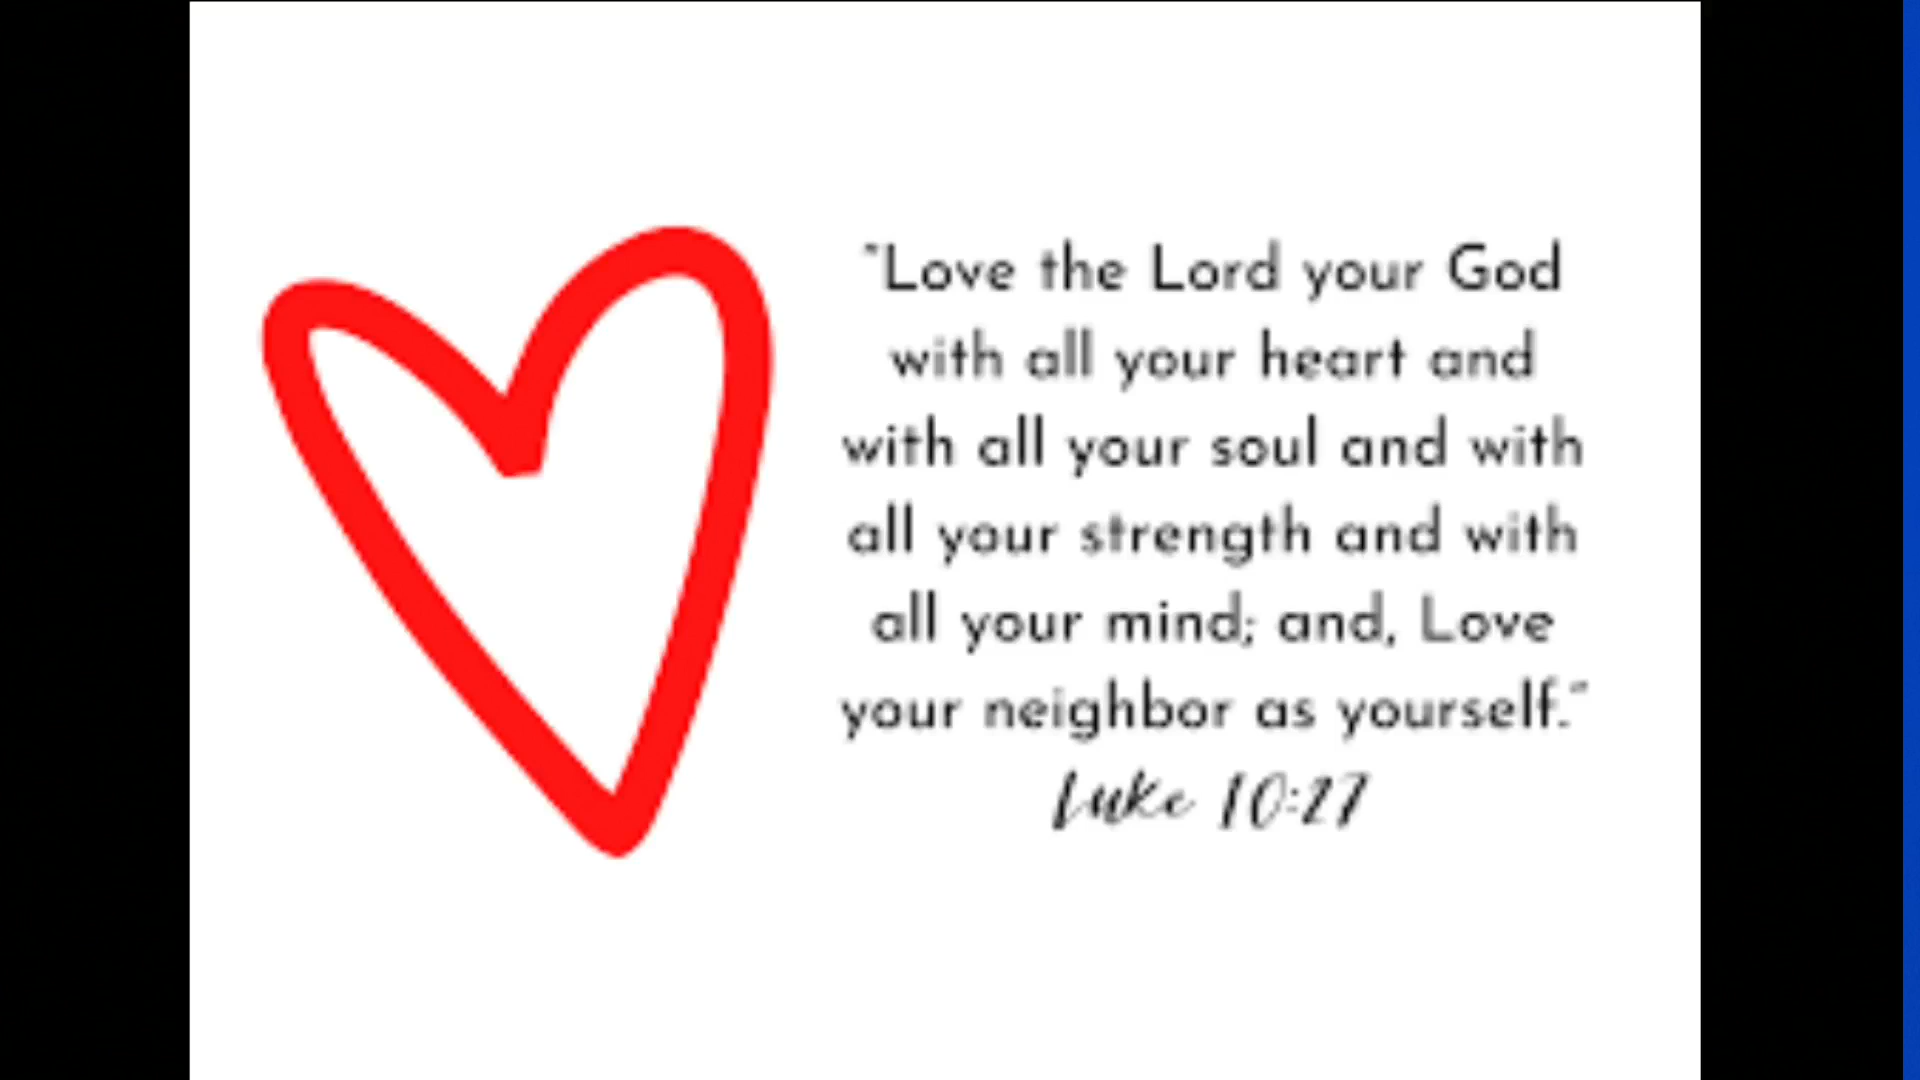 "Love the Lord your God
with all your heart and
with all your soul and with
all your strength and with
all your mind; and, Love
your neighbor as yourself."
Luke 10:27